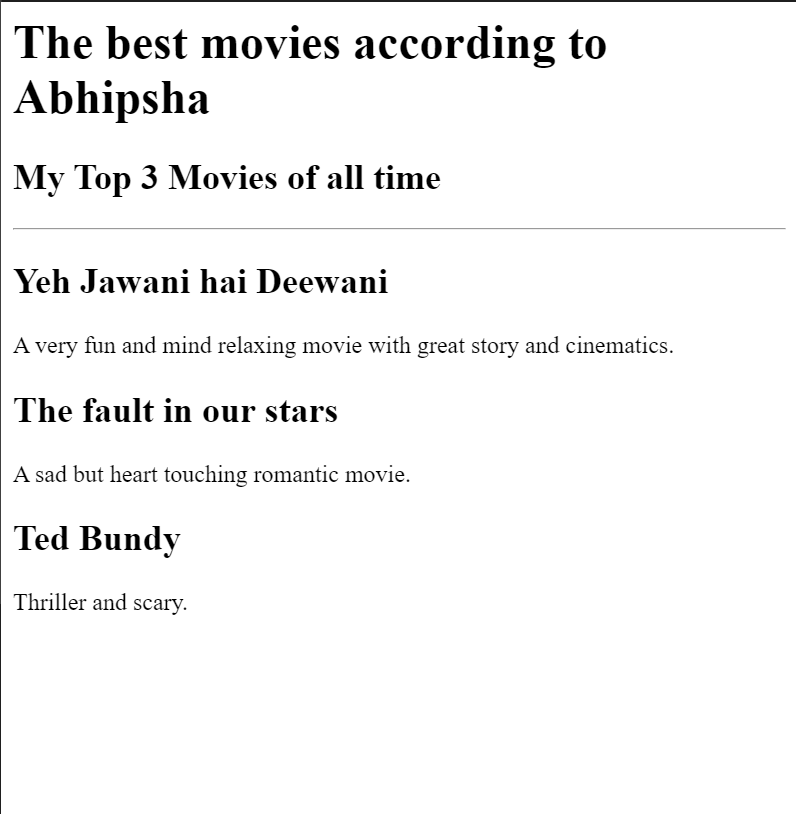 The best movies according to
Abhipsha
My Top 3 Movies of all time
Yeh Jawani hai Deewani
A very fun and mind relaxing movie with great story and cinematics.
The fault in our stars
A sad but heart touching romantic movie.
Ted Bundy
Thriller and scary.